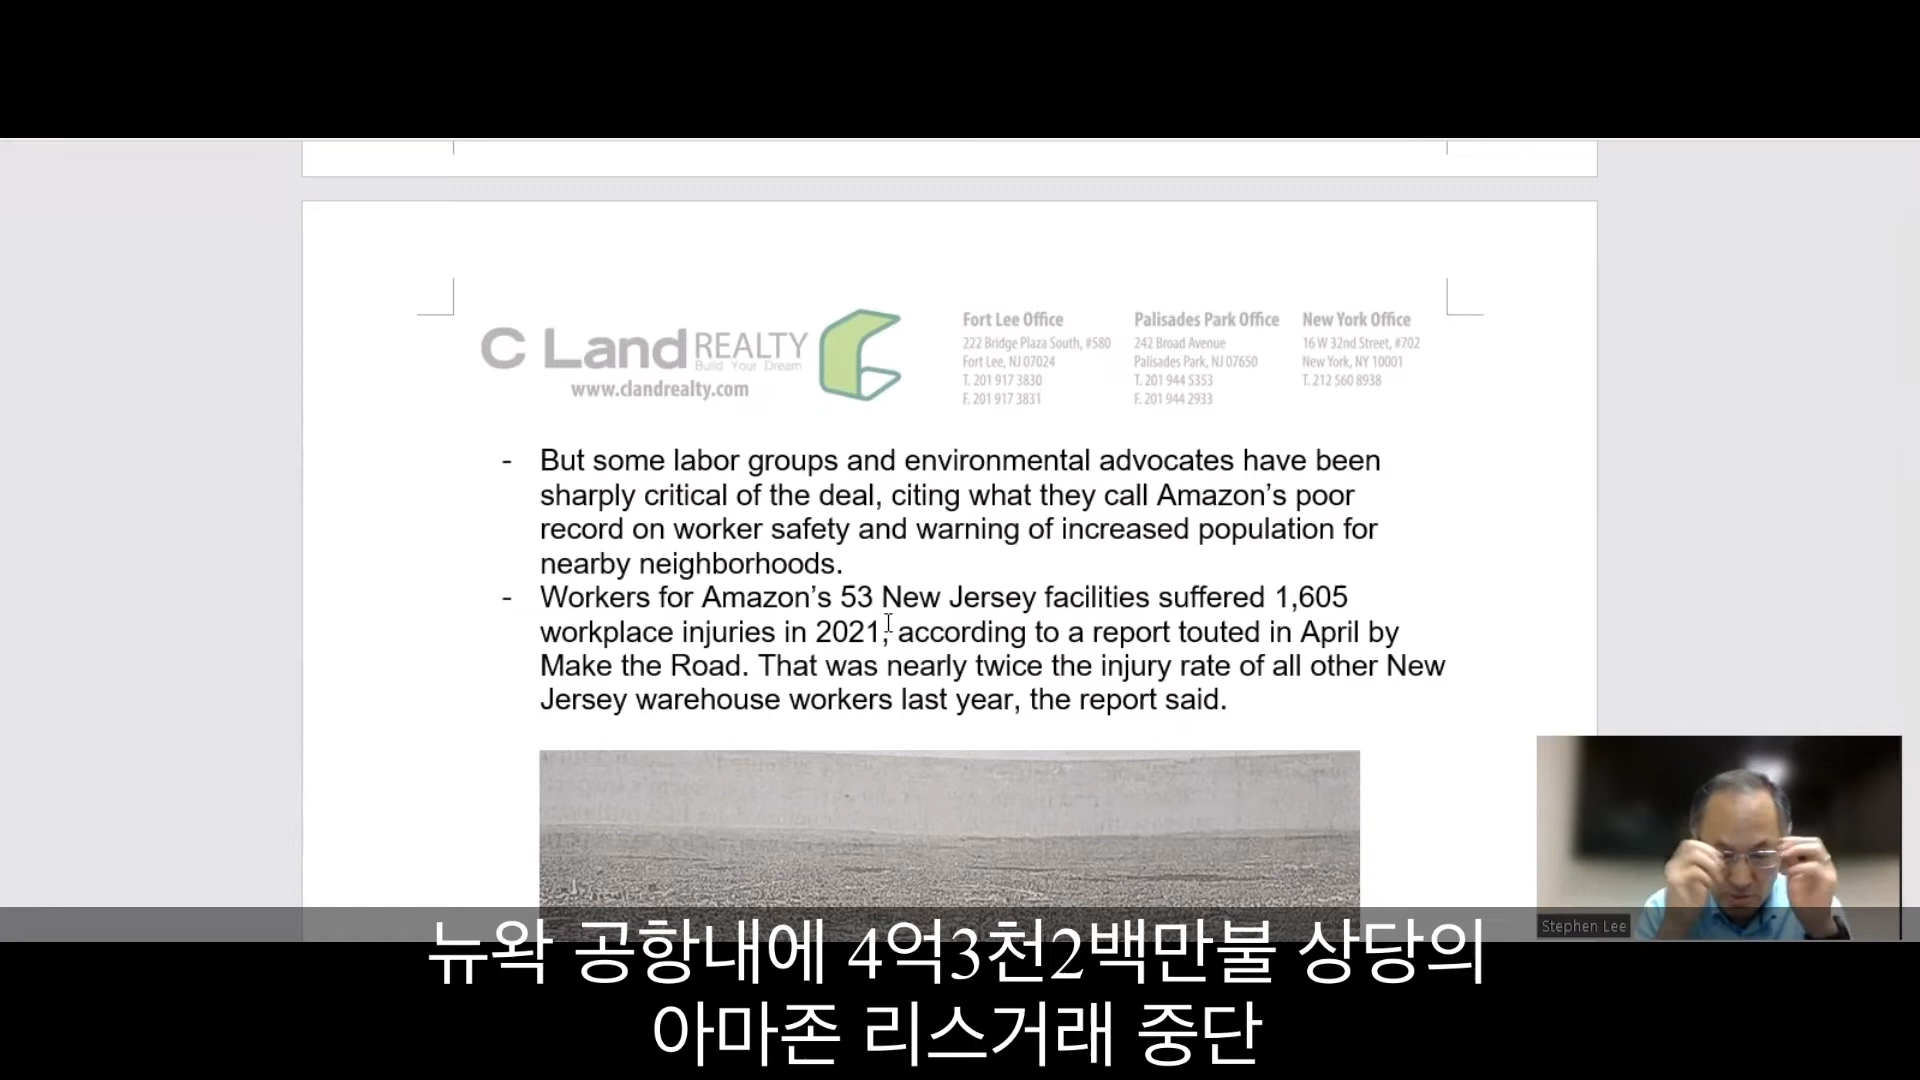 C Land REALTY
Build Your Dream
www.clandrealty.com
Fort Lee Office
222 Bridge Plaza South, #580
Fort Lee, NJ 07024
T. 201 917 3830
F. 201 917 3831
Palisades Park Office
242 Broad Avenue
Palisades Park, NJ 07650
T. 201 944 5353
F. 201 944 2933
New York Office
16 W 32nd Street, #702
New York, NY 10001
T. 212 560 8938
- But some labor groups and environmental advocates have been
sharply critical of the deal, citing what they call Amazon’s poor
record on worker safety and warning of increased population for
nearby neighborhoods.
- Workers for Amazon’s 53 New Jersey facilities suffered 1,605
workplace injuries in 2021, according to a report touted in April by
Make the Road. That was nearly twice the injury rate of all other New
Jersey warehouse workers last year, the report said.
Stephen Lee
뉴왁 공항내에 4억3천2백만불 상당의
아마존 리스거래 중단